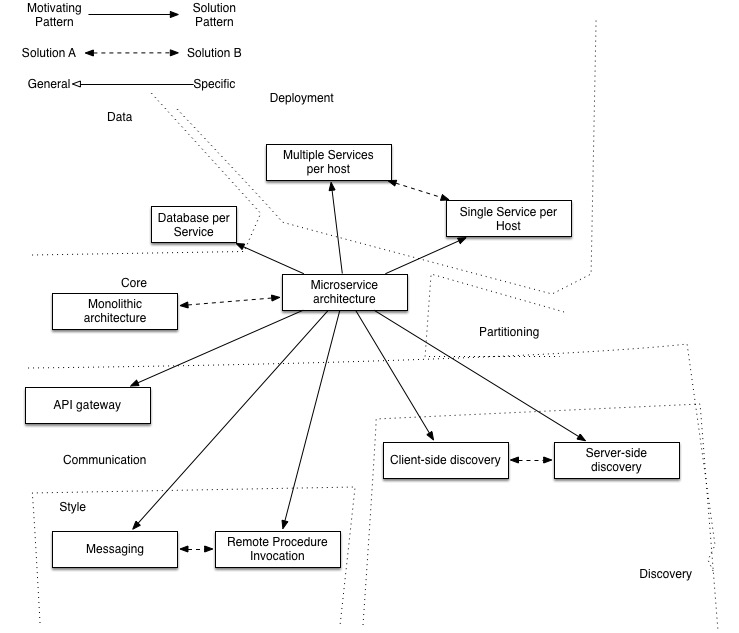 Motivating
Pattern
Solution
Pattern
Solution A
Solution B
General
Specific
Deployment
Data
Multiple Services
per host
Database per
Service
Single Service per
Host
Core
Microservice
architecture
Monolithic
architecture
Partitioning
API gateway
Communication
Client-side discovery
Server-side
discovery
Style
Messaging
Remote Procedure
Invocation
Discovery